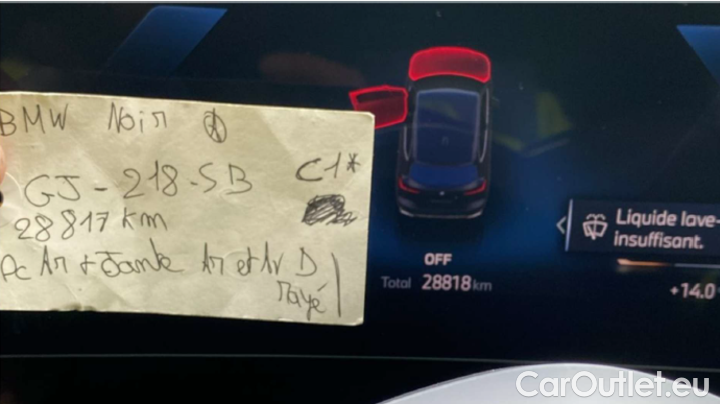 BMW Noir
GJ-218-SB
C1*
28817 km
Ar + Jante Ar et Av D
rayé
Liquide lave-
insuffisant.
OFF
Total 28818 km
+14.0
CarOutlet.eu